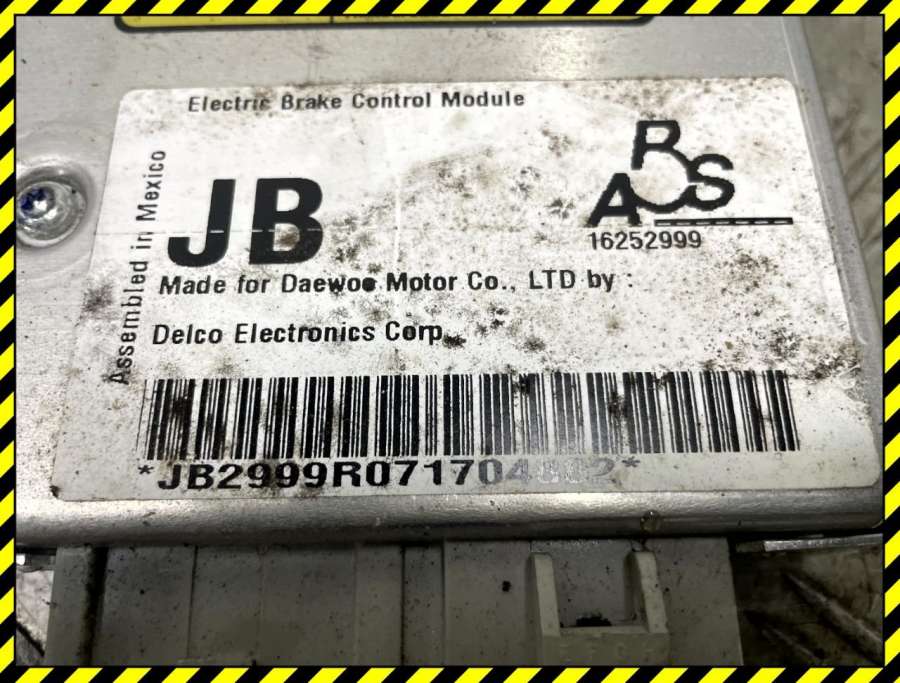 Electric Brake Control Module
Assembled in Mexico
JB
ABS
16252999
Made for Daewoo Motor Co., LTD by :
Delco Electronics Corp.